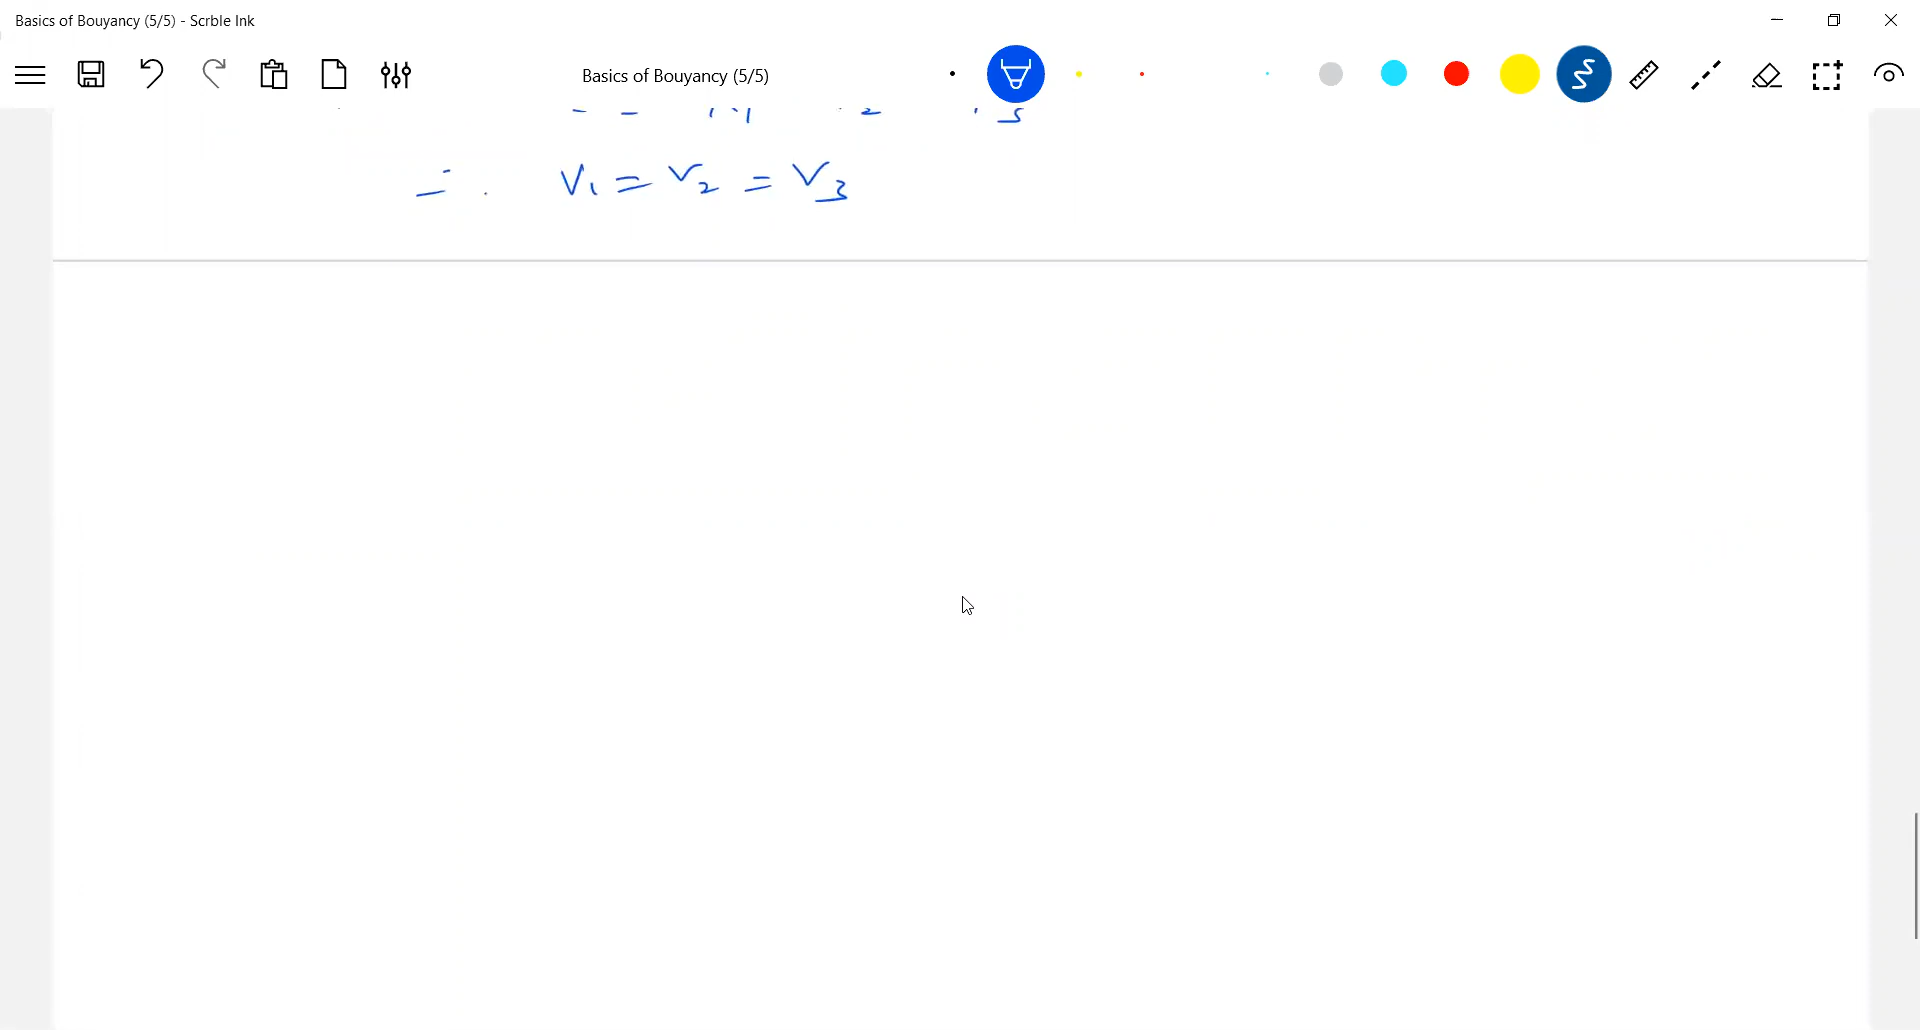 Basics of Bouyancy (5/5) - Scrble Ink
Basics of Bouyancy (5/5)
∴ V₁ = V₂ = V₃